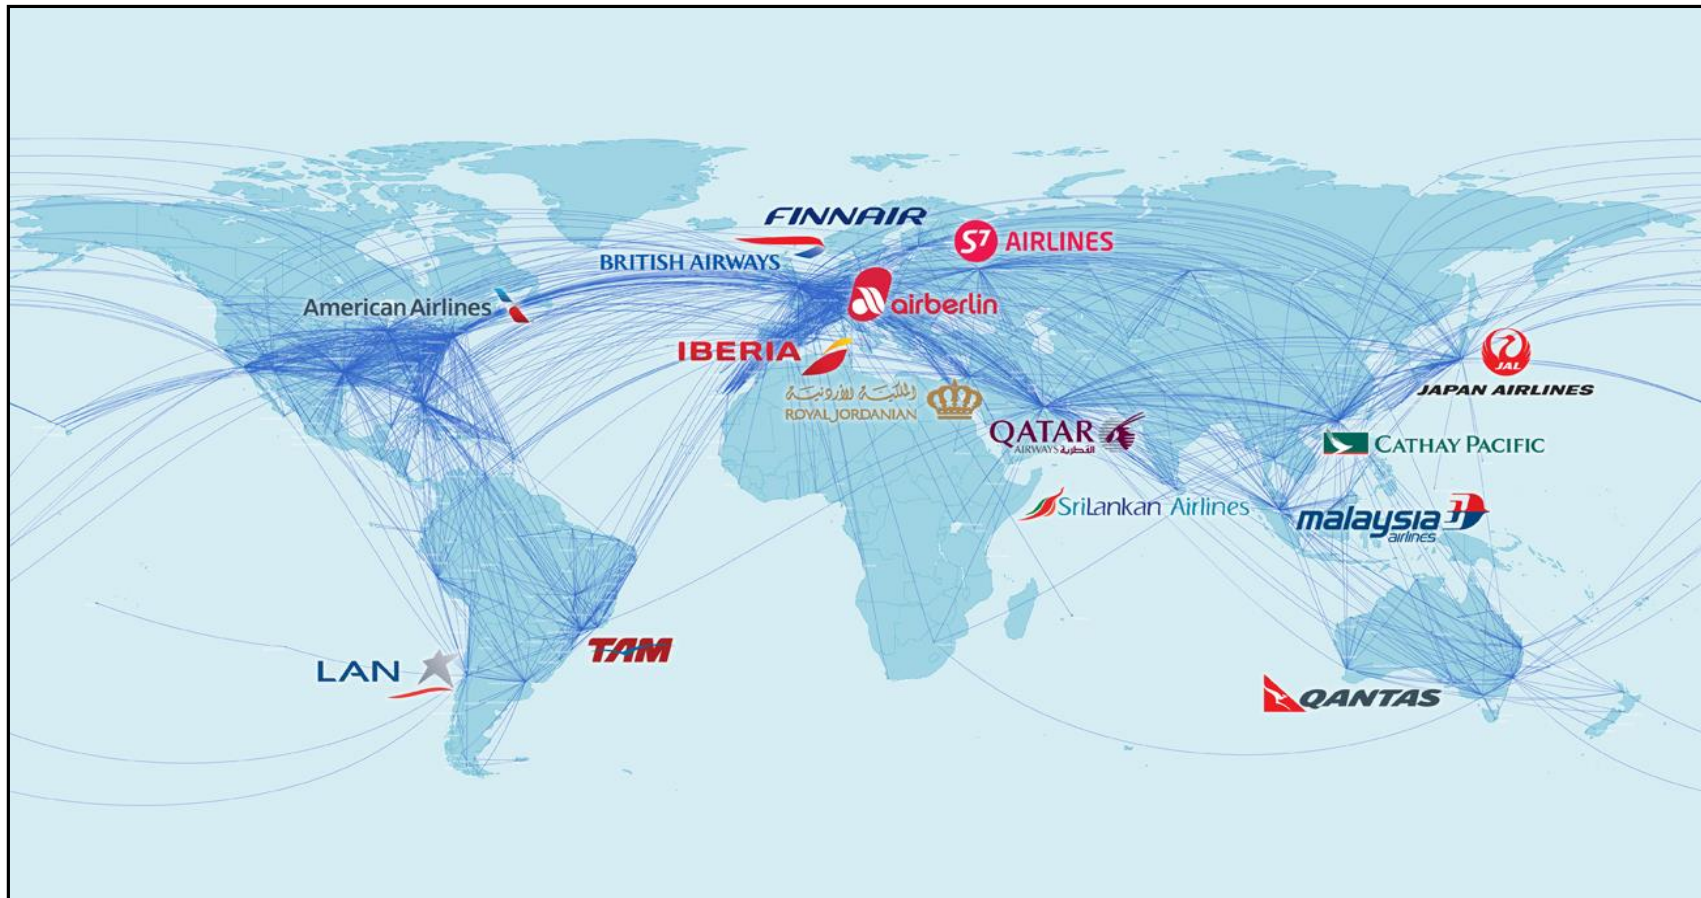 FINNAIR
BRITISH AIRWAYS
S7 AIRLINES
American Airlines
airberlin
IBERIA
الملكية الأردنية
ROYAL JORDANIAN
JAL
JAPAN AIRLINES
QATAR
AIRWAYS القطرية
CATHAY PACIFIC
SriLankan Airlines
malaysia
airlines
TAM
LAN
QANTAS